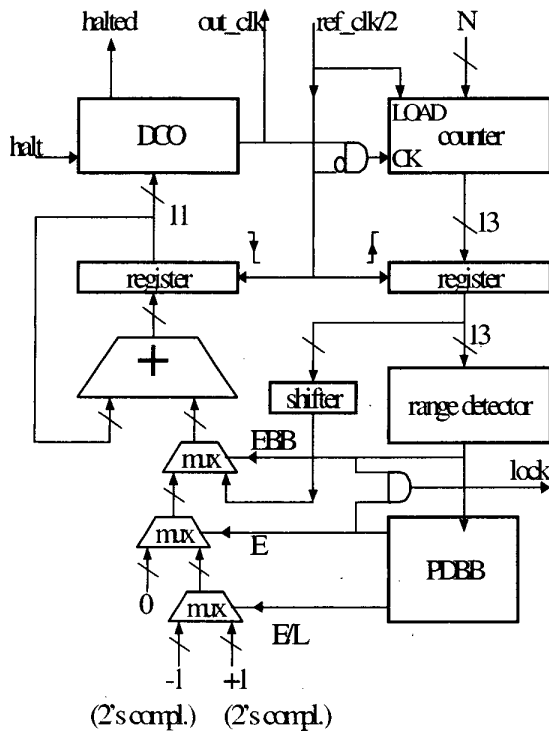 halted
out_clk
ref_clk/2
N
DCO
LOAD
counter
CK
halt
11
13
register
register
+
13
shifter
range detector
mux
EBB
lock
mux
E
PDBB
0
mux
E/L
-1
+1
(2's compl.)
(2's compl.)